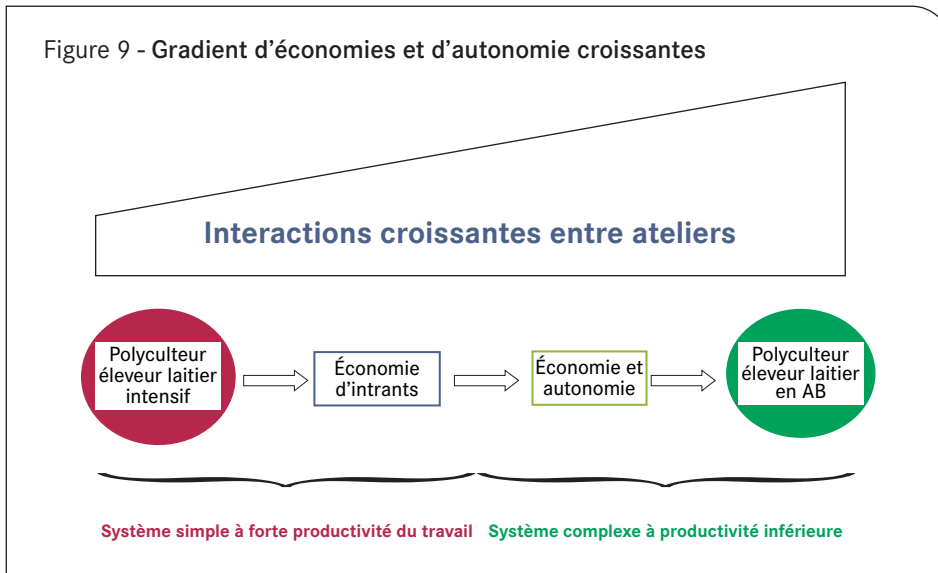 Figure 9 - Gradient d'économies et d'autonomie croissantes
Interactions croissantes entre ateliers
Polyculteur
éleveur laitier
intensif
Économie
d'intrants
Économie et
autonomie
Polyculteur
éleveur laitier
en AB
Système simple à forte productivité du travail
Système complexe à productivité inférieure